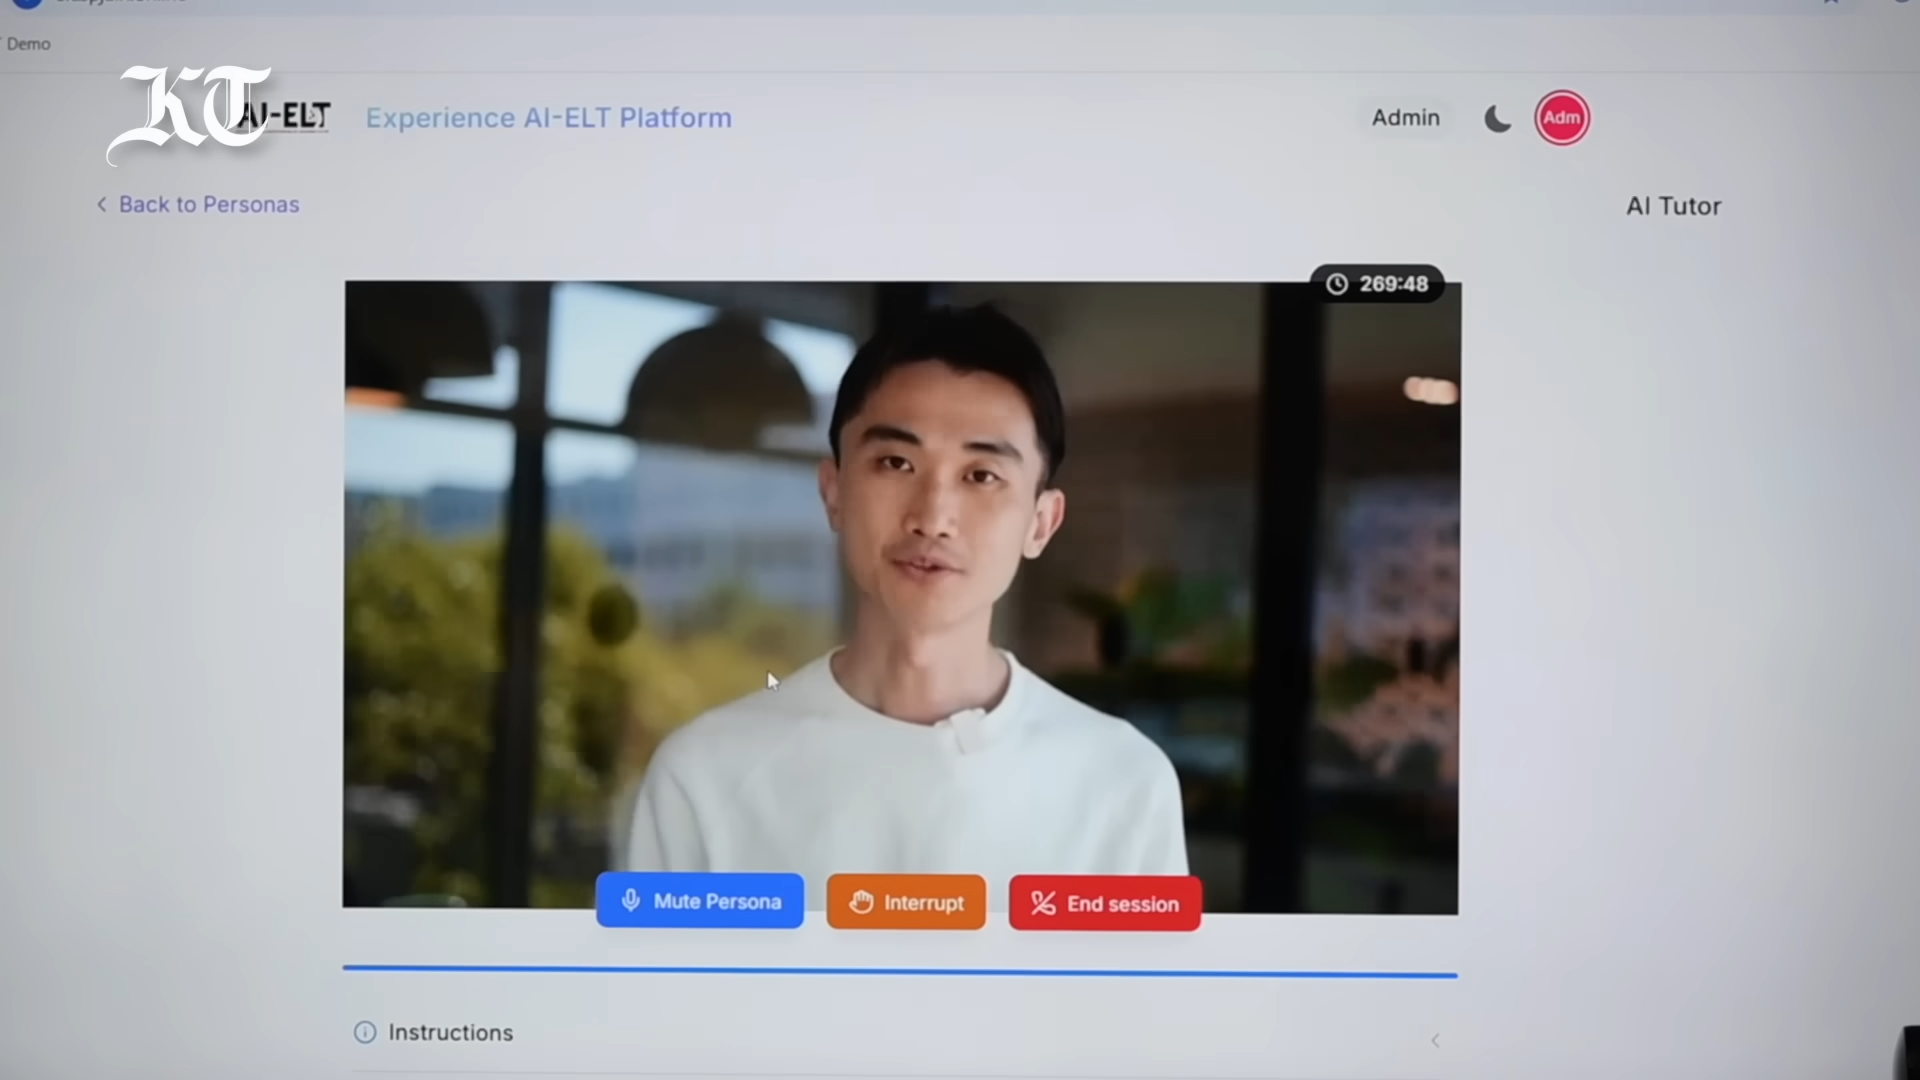 Demo
KT
AI-ELT
Experience AI-ELT Platform
Admin
Adm
Back to Personas
AI Tutor
269:48
Mute Persona
Interrupt
End session
Instructions